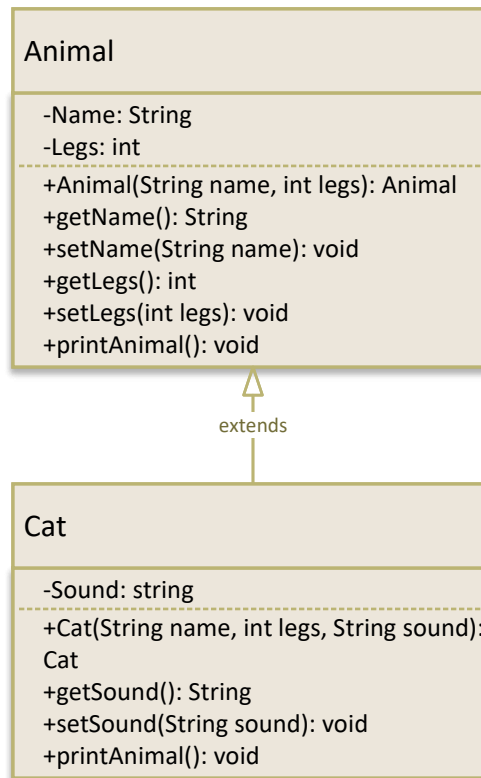 Animal
-Name: String
-Legs: int
+Animal(String name, int legs): Animal
+getName(): String
+setName(String name): void
+getLegs(): int
+setLegs(int legs): void
+printAnimal(): void
extends
Cat
-Sound: string
+Cat(String name, int legs, String sound):
Cat
+getSound(): String
+setSound(String sound): void
+printAnimal(): void